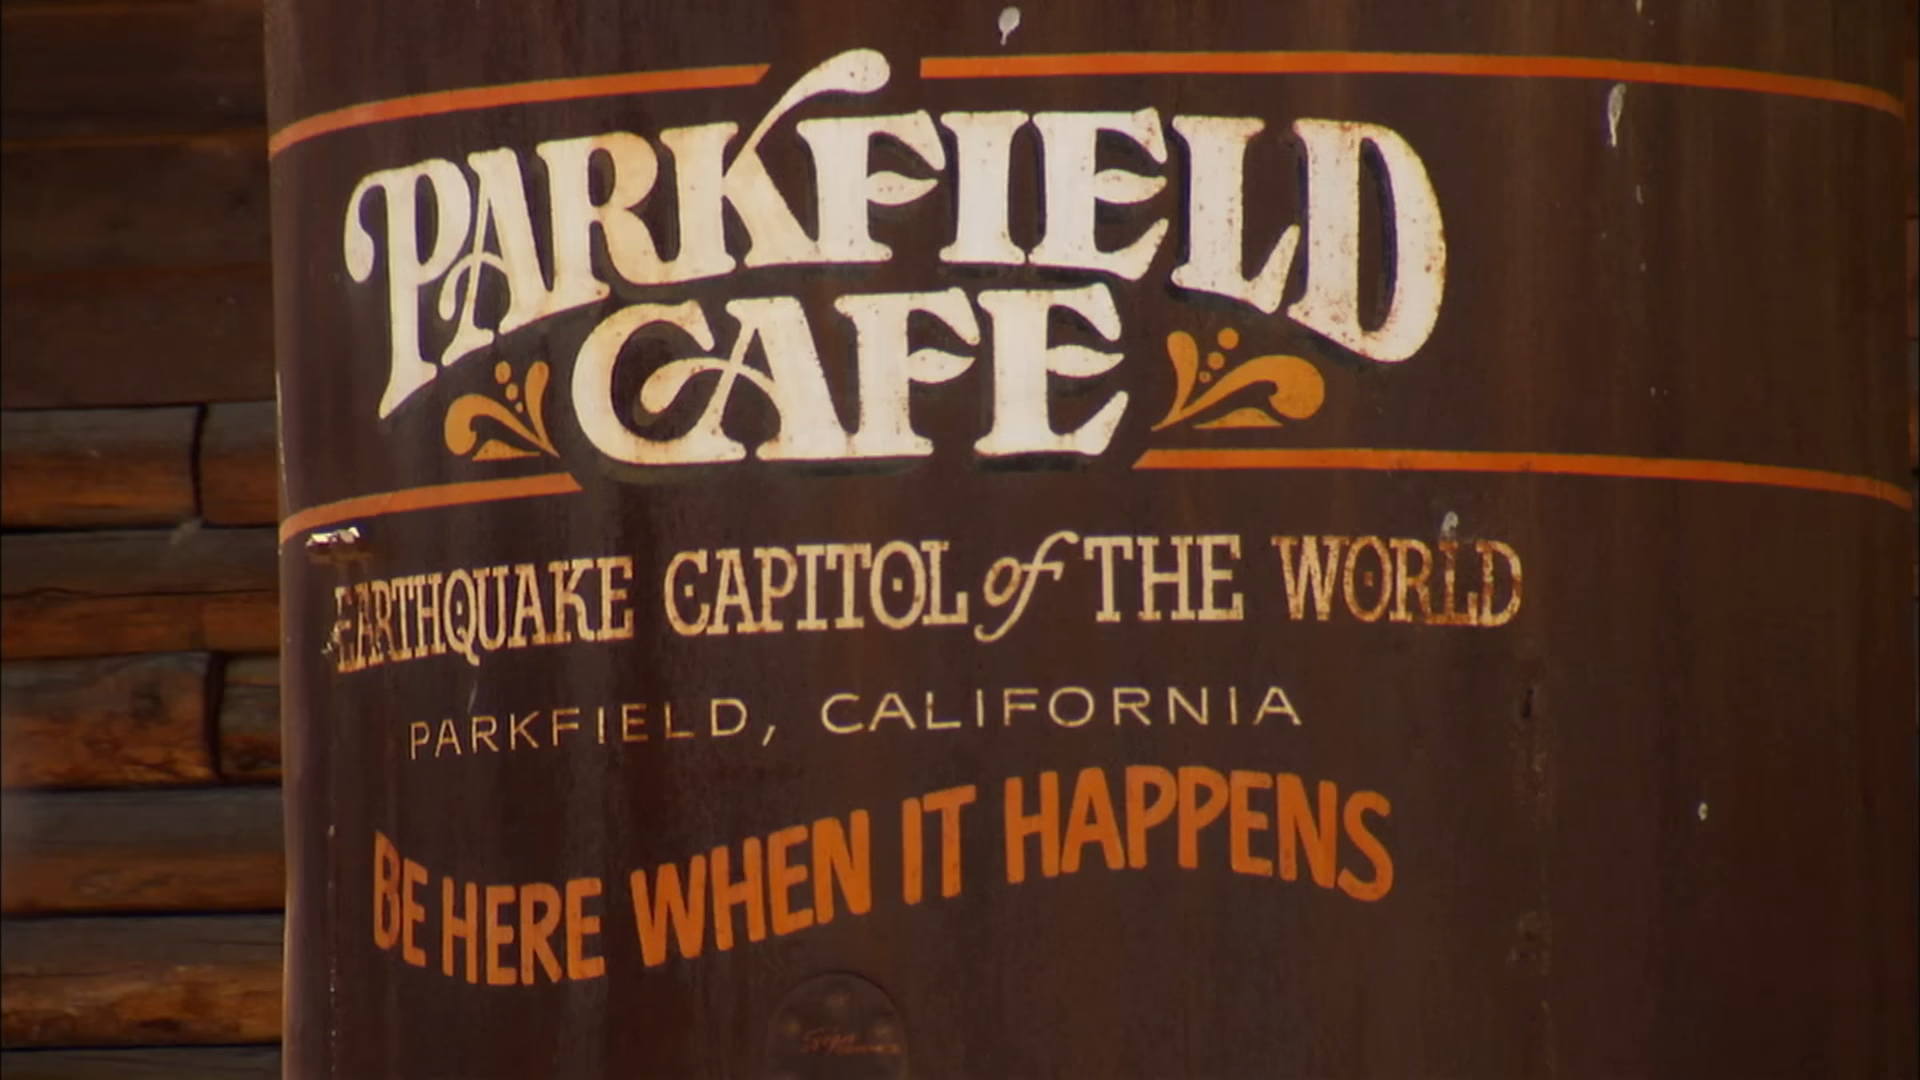 PARKFIELD
CAFE
EARTHQUAKE CAPITOL of THE WORLD
PARKFIELD, CALIFORNIA
BE HERE WHEN IT HAPPENS